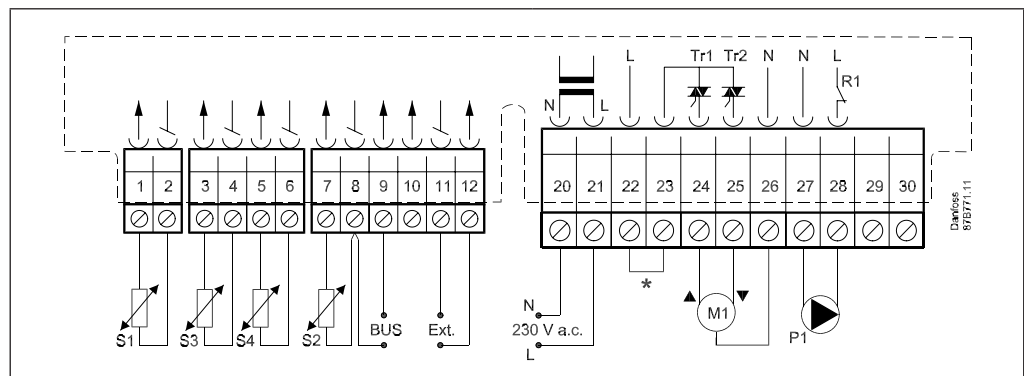 L Tr1 Tr2 N N L
R1
N L
1 2 3 4 5 6 7 8 9 10 11 12
20 21 22 23 24 25 26 27 28 29 30
Danfoss
87B771.11
*
N
M1
S1 S3 S4 S2 BUS Ext. 230 V a.c. P1
L